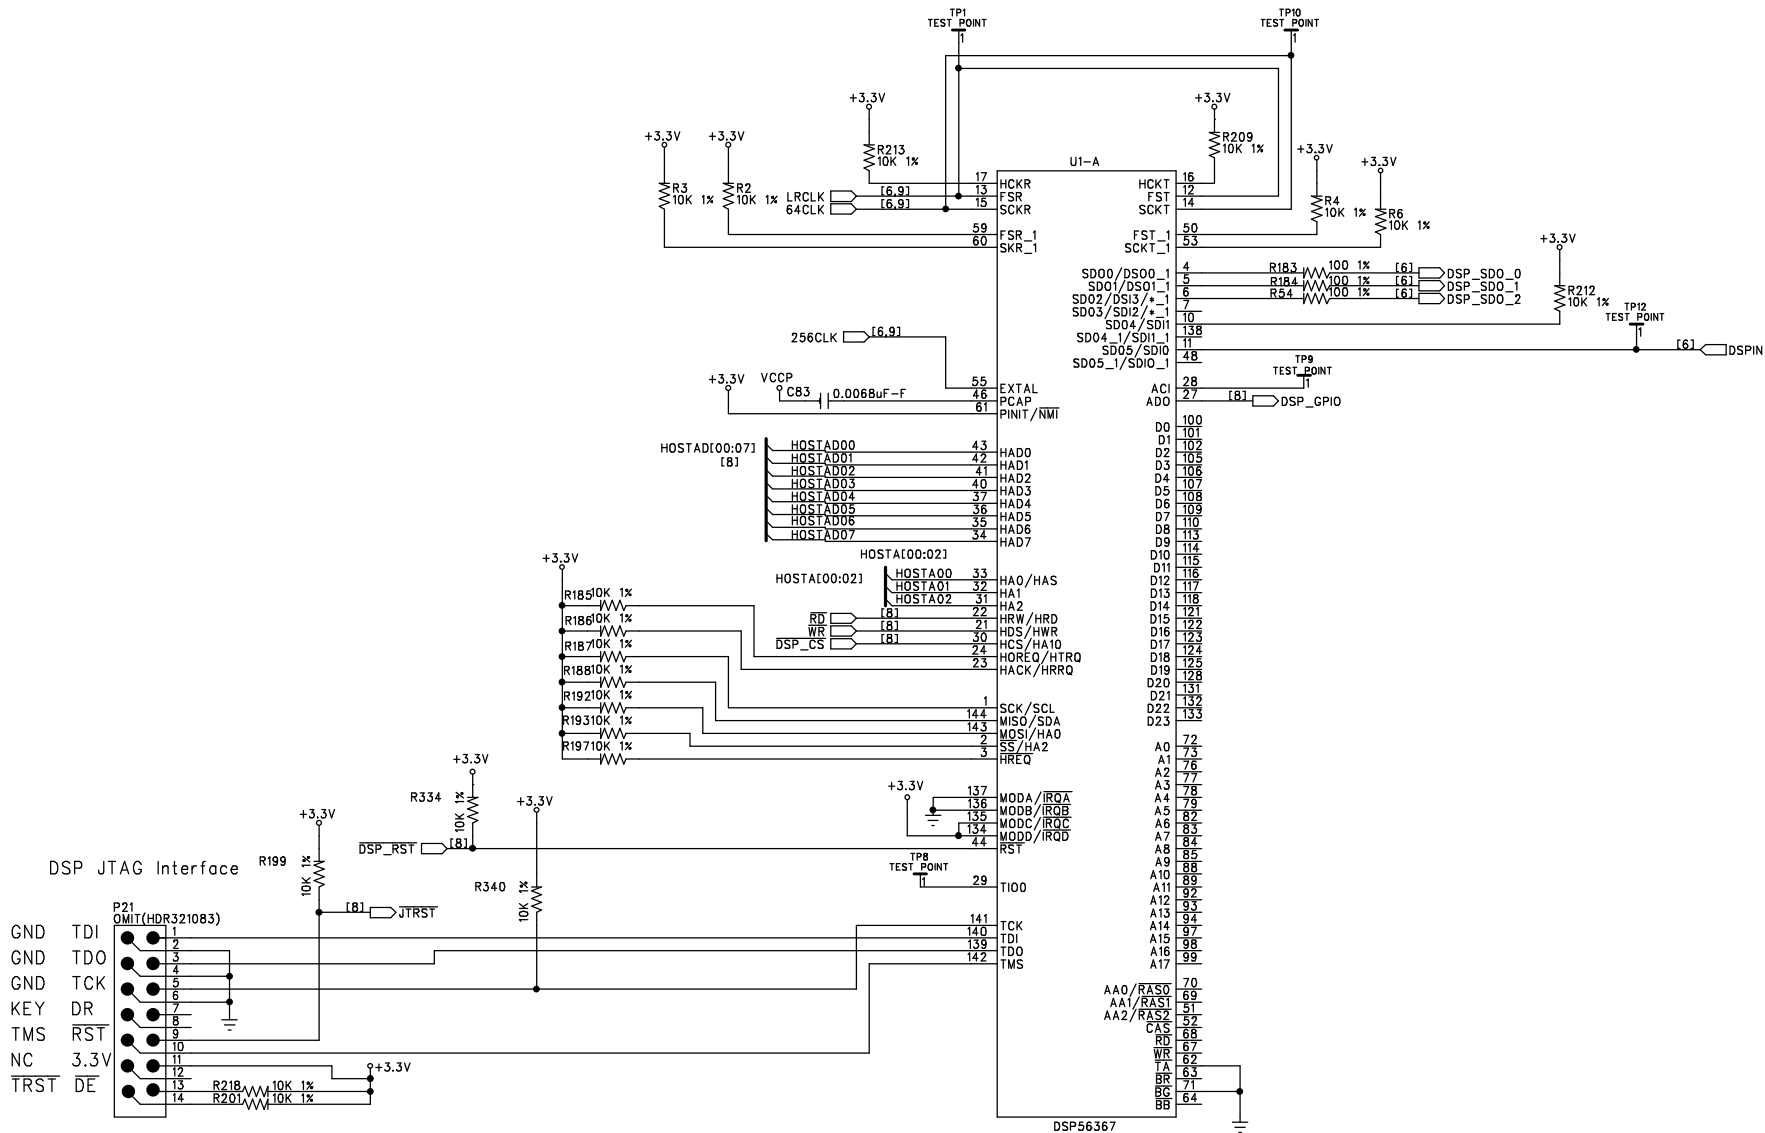 TP1
TEST POINT
1
TP10
TEST POINT
1
+3.3V
R213
10K 1%
+3.3V
R209
10K 1%
+3.3V
R3
10K 1%
+3.3V
R2
10K 1%
+3.3V
R4
10K 1%
+3.3V
R6
10K 1%
U1-A
LRCLK [6,9] 13 FSR
64CLK [6,9] 15 SCKR
17 HCKR
59 FSR_1
60 SKR_1
HCKT 16
FST 12
SCKT 14
FST_1 50
SCKT_1 53
SDO0/DSO0_1 4 R183 100 1% [6] DSP_SDO_0
SDO1/DSO1_1 5 R184 100 1% [6] DSP_SDO_1
SDO2/DSI3/*_1 6 R54 100 1% [6] DSP_SDO_2
SDO3/SDI2/*_1 7
SDO4/SDI1 10
SDO4_1/SDI1_1 138
SDO5/SDI0 11
SDO5_1/SDI0_1 48
+3.3V
R212
10K 1%
TP12
TEST POINT
1
[6] DSPIN
TP9
TEST POINT
1
ACI 28
ADO 27 [8] DSP_GPIO
256CLK [6,9]
+3.3V
VCCP
C83 0.0068uF-F
55 EXTAL
46 PCAP
61 PINIT/NMI
HOSTAD[00:07]
[8]
HOSTAD00 43 HAD0
HOSTAD01 42 HAD1
HOSTAD02 41 HAD2
HOSTAD03 40 HAD3
HOSTAD04 37 HAD4
HOSTAD05 36 HAD5
HOSTAD06 35 HAD6
HOSTAD07 34 HAD7
HOSTA[00:02]
HOSTA[00:02]
HOSTA00 33 HA0/HAS
HOSTA01 32 HA1
HOSTA02 31 HA2
RD [8] 22 HRW/HRD
WR [8] 21 HDS/HWR
DSP_CS [8] 30 HCS/HA10
24 HOREQ/HTRQ
23 HACK/HRRQ
+3.3V
R185 10K 1%
R186 10K 1%
R187 10K 1%
R188 10K 1%
R192 10K 1%
R193 10K 1%
R197 10K 1%
1 SCK/SCL
144 MISO/SDA
143 MOSI/HA0
2 SS/HA2
3 HREQ
D0 100
D1 101
D2 102
D3 105
D4 106
D5 107
D6 108
D7 109
D8 110
D9 113
D10 114
D11 115
D12 116
D13 117
D14 118
D15 121
D16 122
D17 123
D18 124
D19 125
D20 128
D21 131
D22 132
D23 133
A0 72
A1 73
A2 76
A3 77
A4 78
A5 79
A6 82
A7 83
A8 84
A9 85
A10 88
A11 89
A12 92
A13 93
A14 94
A15 97
A16 98
A17 99
AA0/RAS0 70
AA1/RAS1 69
AA2/RAS2 51
CAS 52
RD 68
WR 67
TA 62
BR 63
BG 71
BB 64
+3.3V
137 MODA/IRQA
136 MODB/IRQB
135 MODC/IRQC
134 MODD/IRQD
44 RST
+3.3V
R334
10K 1%
DSP_RST [8]
+3.3V
R340
10K 1%
TP8
TEST POINT
1
29 TIO0
141 TCK
140 TDI
139 TDO
142 TMS
+3.3V
R199
10K 1%
[8] JTRST
DSP JTAG Interface
P21
OMIT(HDR321083)
GND TDI
GND TDO
GND TCK
KEY DR
TMS RST
NC 3.3V
TRST DE
1
2
3
4
5
6
7
8
9
10
11
12
13
14
+3.3V
R218 10K 1%
R201 10K 1%
DSP56367